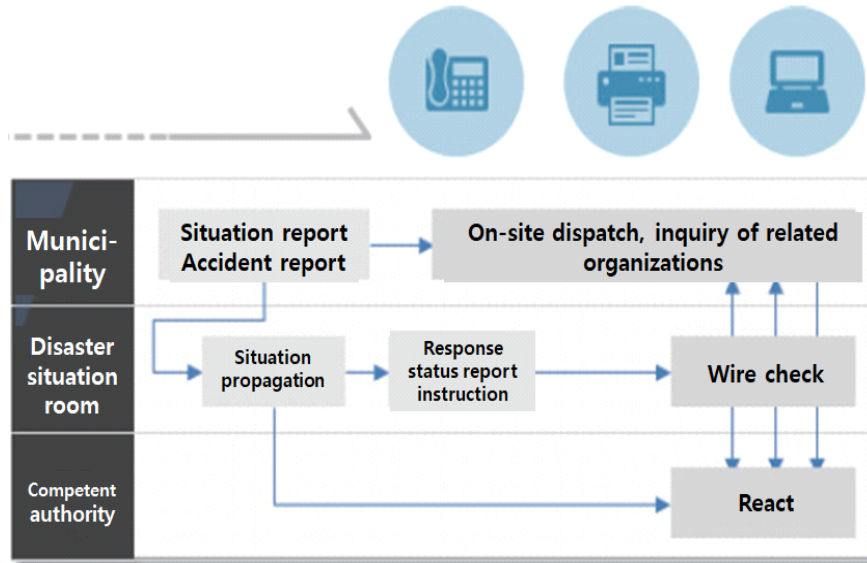 Munici-
pality
Situation report
Accident report
On-site dispatch, inquiry of related
organizations
Disaster
situation
room
Situation
propagation
Response
status report
instruction
Wire check
Competent
authority
React